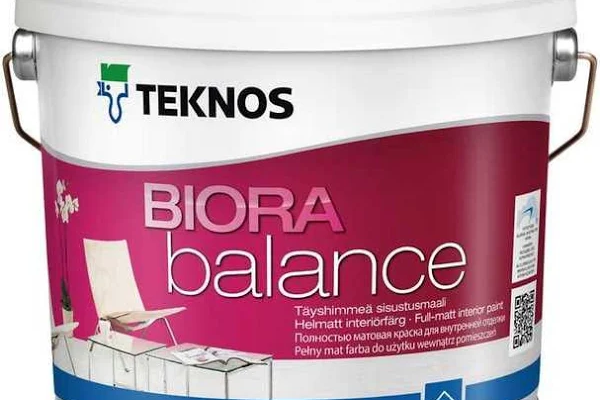 TEKNOS
BIORA
balance
Täyshimmeä sisustusmaali
Helmatt interiörfärg - Full-matt interior paint
Полностью матовая краска для внутренней отделки
Pełny mat farba do użytku wewnątrz pomieszczeń